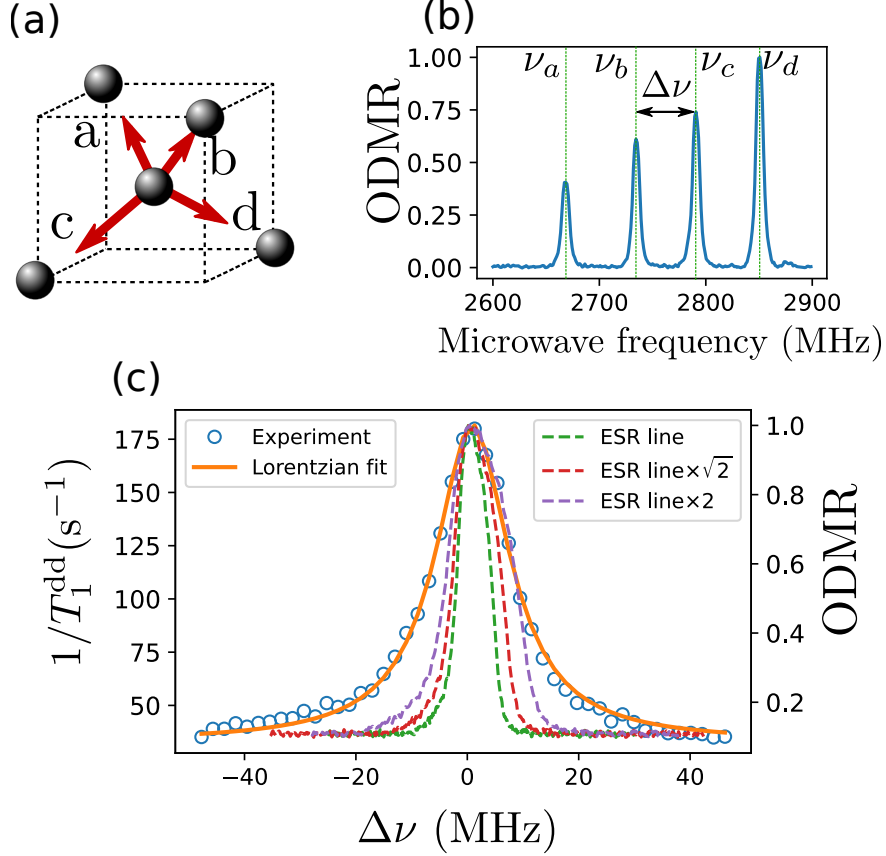 (a)
a
b
c
d
(b)
ν_a
ν_b
ν_c
ν_d
Δν
ODMR
1.00
0.75
0.50
0.25
0.00
2600
2700
2800
2900
Microwave frequency (MHz)
(c)
Experiment
Lorentzian fit
ESR line
ESR line×√2
ESR line×2
1/T₁ᵈᵈ(s⁻¹)
175
150
125
100
75
50
ODMR
1.0
0.8
0.6
0.4
0.2
−40
−20
0
20
40
Δν (MHz)